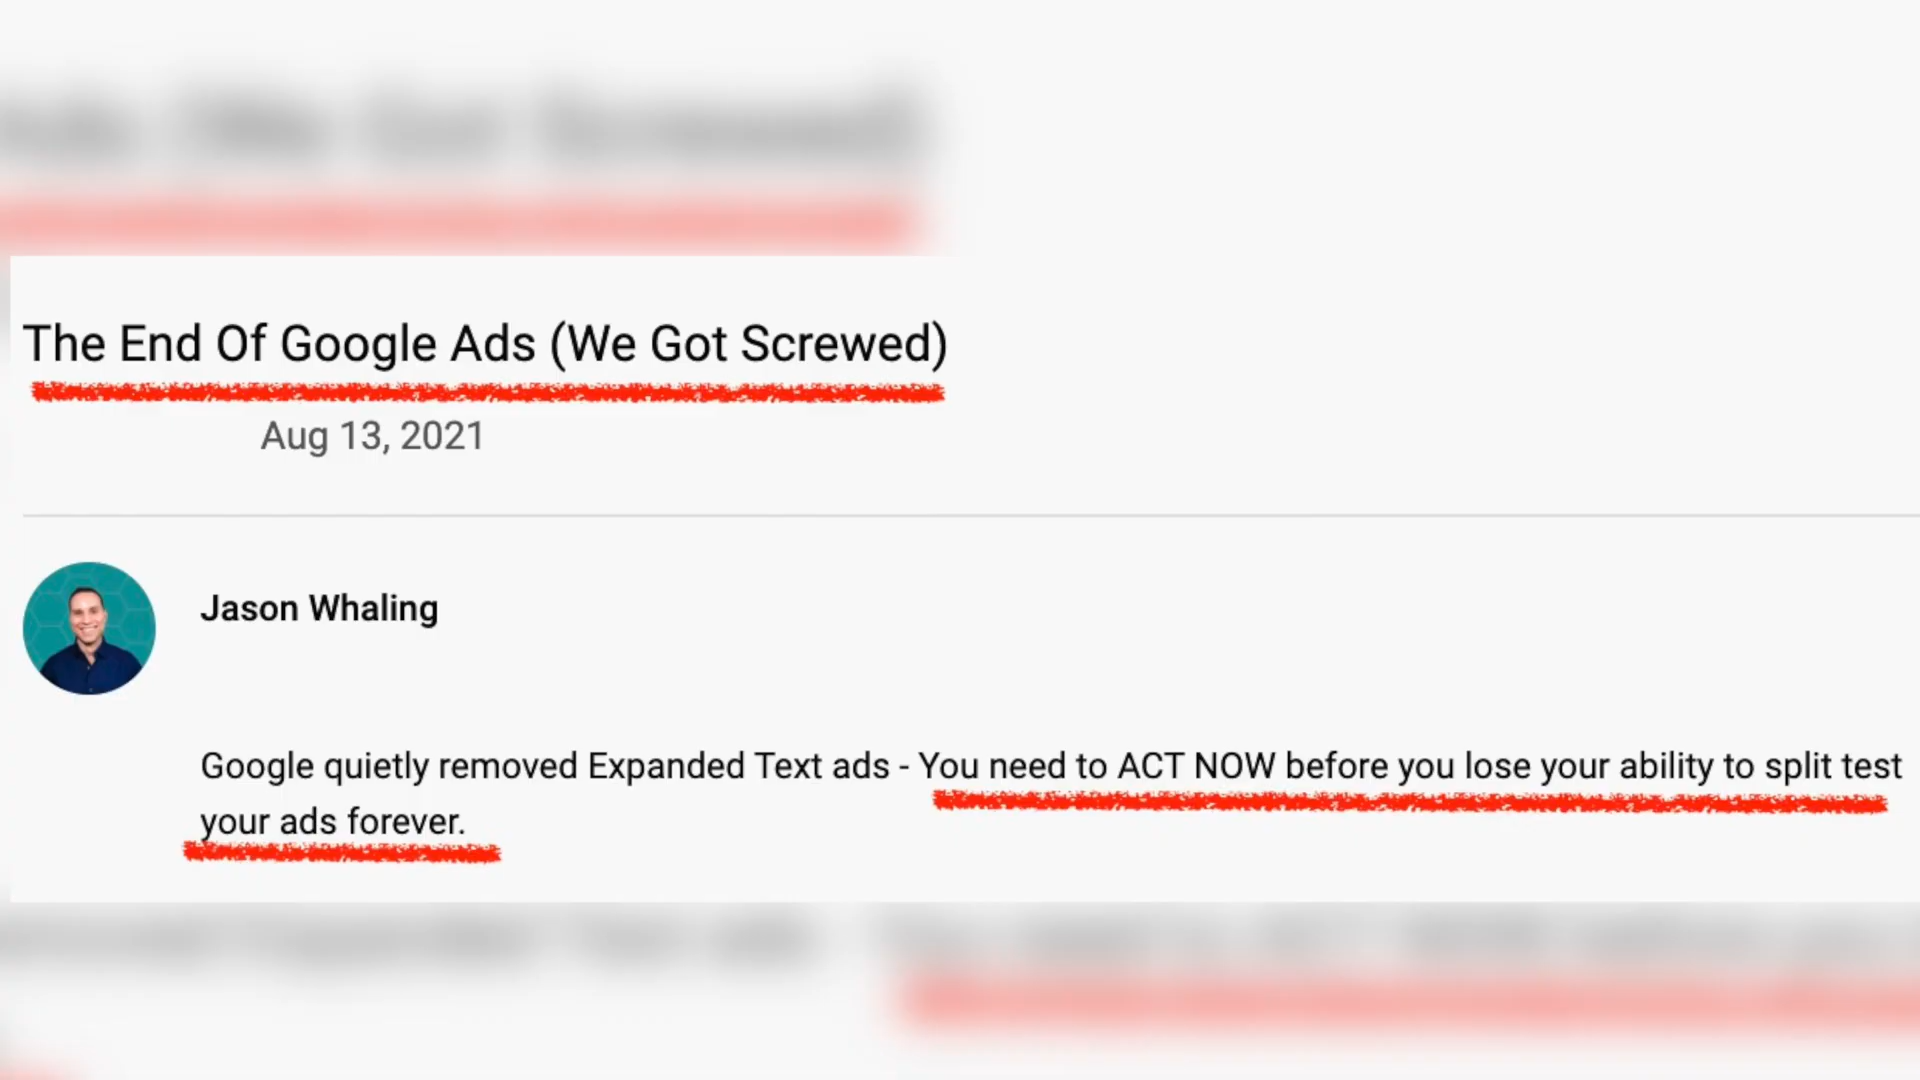 The End Of Google Ads (We Got Screwed)
Aug 13, 2021
Jason Whaling
Google quietly removed Expanded Text ads - You need to ACT NOW before you lose your ability to split test
your ads forever.